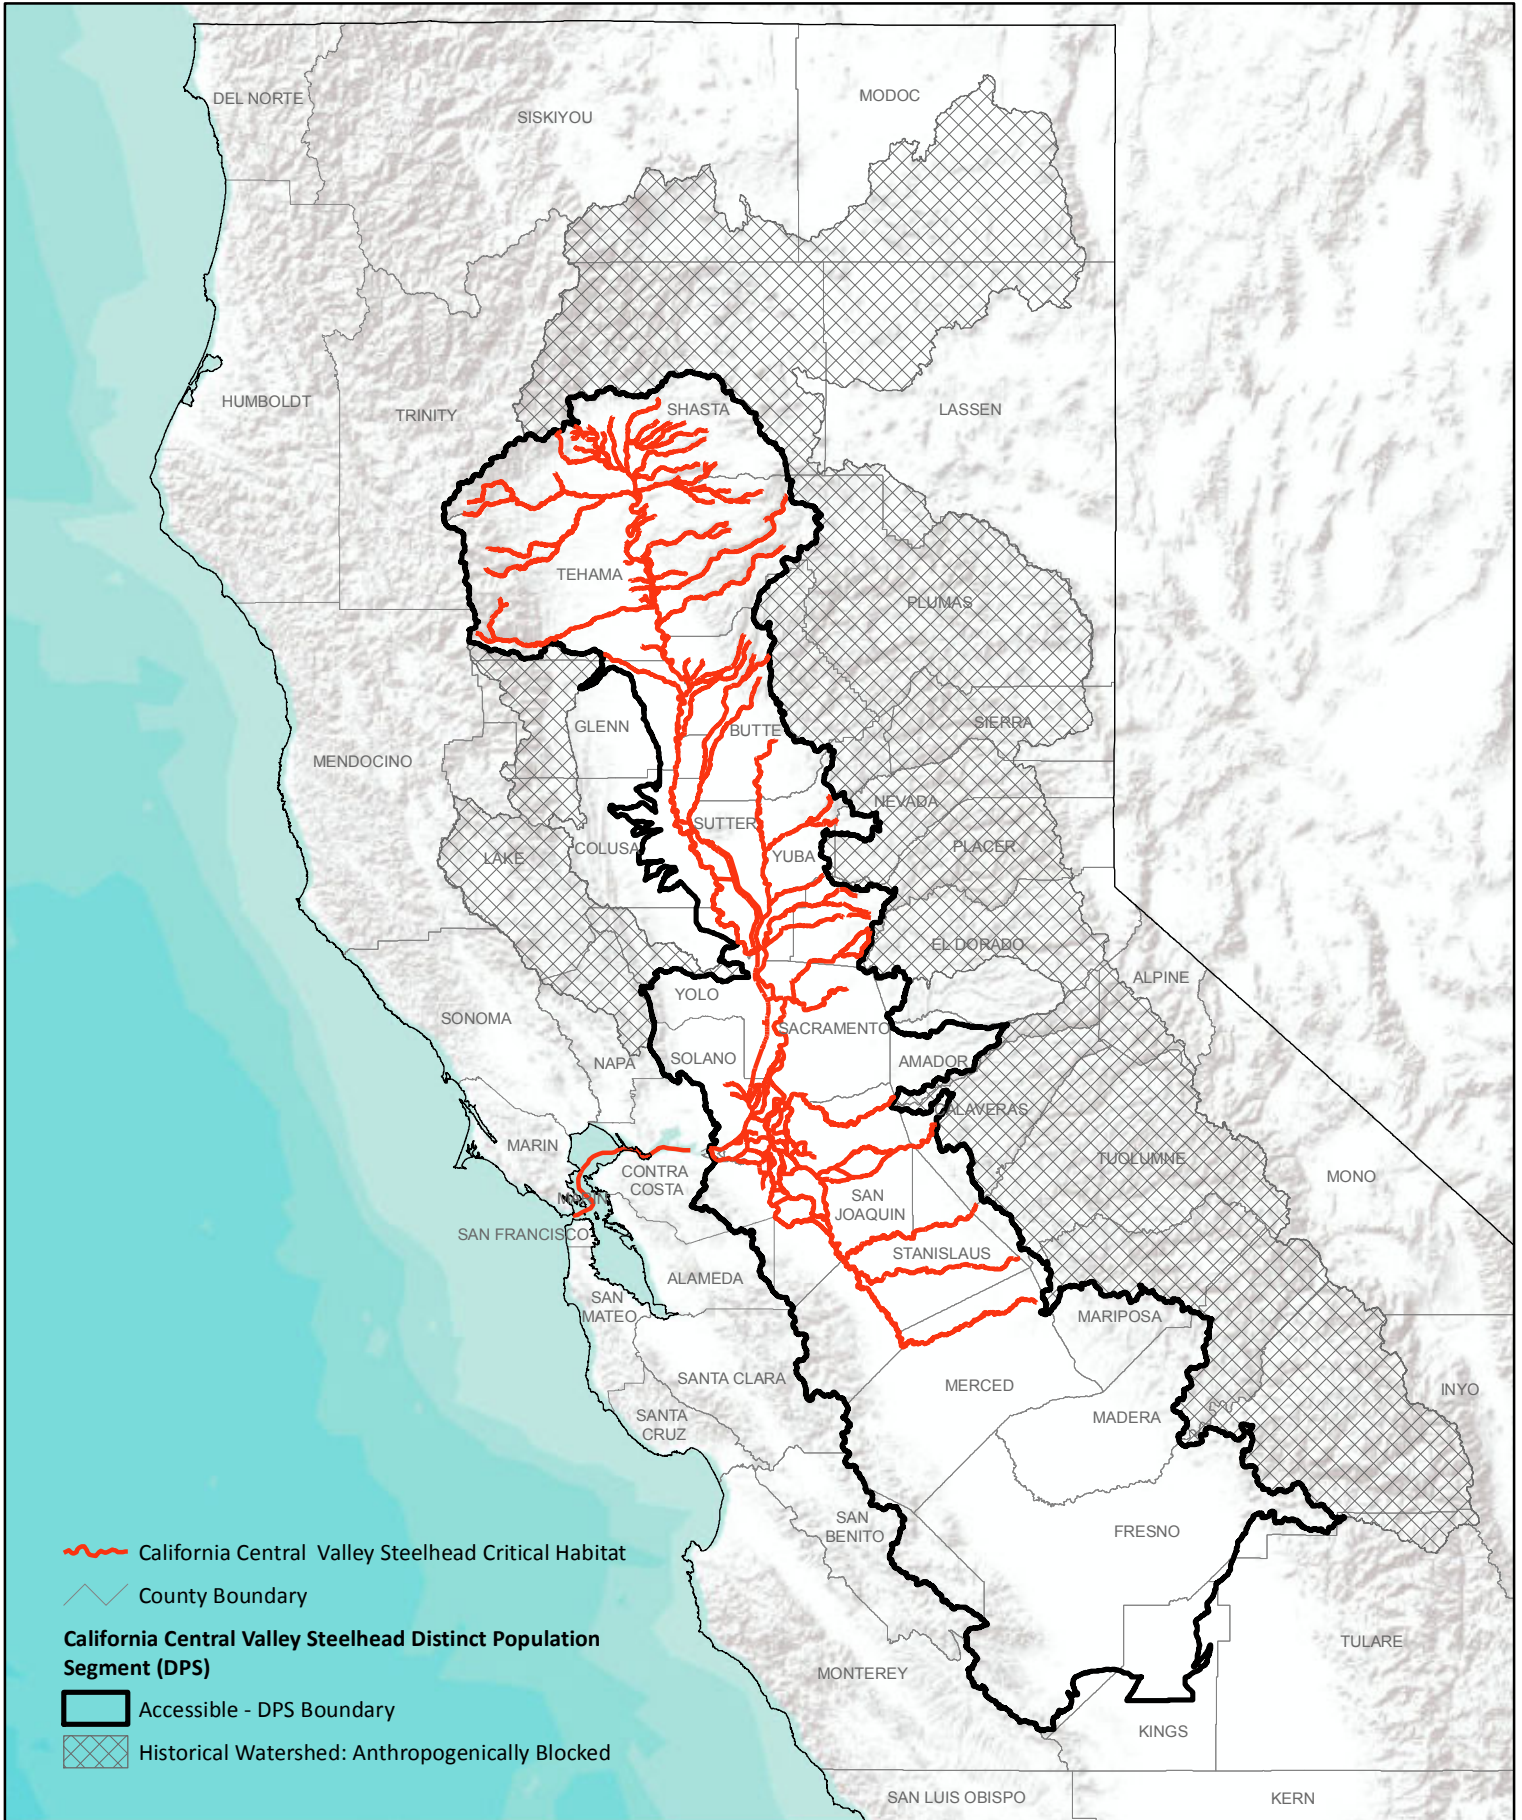 DEL NORTE
SISKIYOU
MODOC
HUMBOLDT
TRINITY
SHASTA
LASSEN
TEHAMA
PLUMAS
GLENN
BUTTE
SIERRA
MENDOCINO
NEVADA
LAKE
COLUSA
SUTTER
YUBA
PLACER
EL DORADO
YOLO
ALPINE
SONOMA
NAPA
SOLANO
SACRAMENTO
AMADOR
CALAVERAS
MARIN
CONTRA
COSTA
TUOLUMNE
MONO
MARIN
SAN
JOAQUIN
SAN FRANCISCO
STANISLAUS
ALAMEDA
SAN
MATEO
MARIPOSA
SANTA CLARA
MERCED
INYO
SANTA
CRUZ
MADERA
SAN
BENITO
FRESNO
TULARE
MONTEREY
KINGS
SAN LUIS OBISPO
KERN
California Central Valley Steelhead Critical Habitat
County Boundary
California Central Valley Steelhead Distinct Population
Segment (DPS)
Accessible - DPS Boundary
Historical Watershed: Anthropogenically Blocked